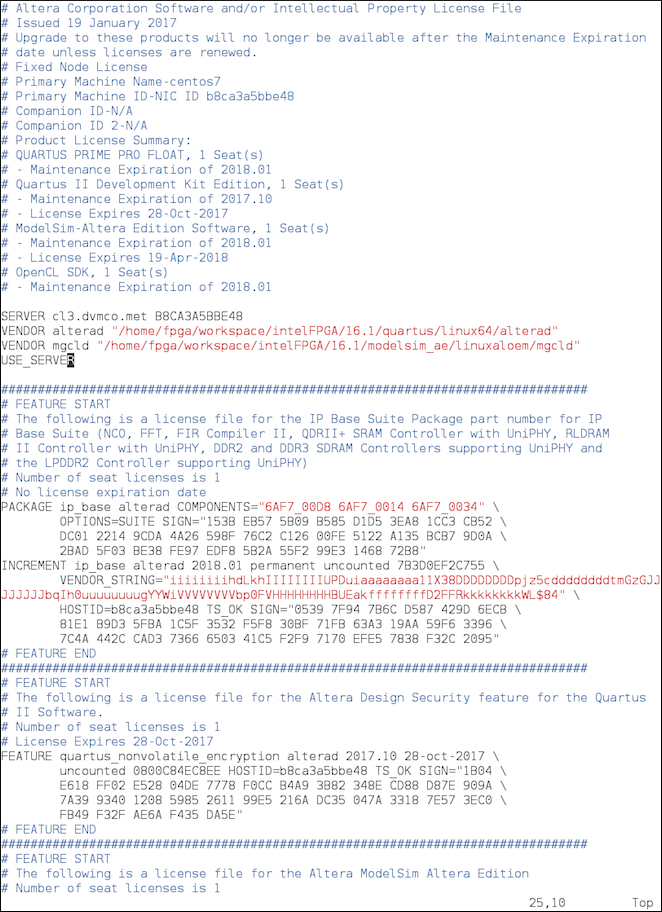 # Altera Corporation Software and/or Intellectual Property License File
# Issued 19 January 2017
# Upgrade to these products will no longer be available after the Maintenance Expiration
# date unless licenses are renewed.
# Fixed Node License
# Primary Machine Name-centos7
# Primary Machine ID-NIC ID b8ca3a5bbe48
# Companion ID-N/A
# Companion ID 2-N/A
# Product License Summary:
# QUARTUS PRIME PRO FLOAT, 1 Seat(s)
# - Maintenance Expiration of 2018.01
# Quartus II Development Kit Edition, 1 Seat(s)
# - Maintenance Expiration of 2017.10
# - License Expires 28-Oct-2017
# ModelSim-Altera Edition Software, 1 Seat(s)
# - Maintenance Expiration of 2018.01
# - License Expires 19-Apr-2018
# OpenCL SDK, 1 Seat(s)
# - Maintenance Expiration of 2018.01
SERVER cl3.dvmco.met B8CA3A5BBE48
VENDOR alterad "/home/fpga/workspace/intelFPGA/16.1/quartus/linux64/alterad"
VENDOR mgcld "/home/fpga/workspace/intelFPGA/16.1/modelsim_ae/linuxaloem/mgcld"
USE_SERVER
################################################################################
# FEATURE START
# The following is a license file for the IP Base Suite Package part number for IP
# Base Suite (NCO, FFT, FIR Compiler II, QDRII+ SRAM Controller with UniPHY, RLDRAM
# II Controller with UniPHY, DDR2 and DDR3 SDRAM Controllers supporting UniPHY and
# the LPDDR2 Controller supporting UniPHY)
# Number of seat licenses is 1
# No license expiration date
PACKAGE ip_base alterad COMPONENTS="6AF7_00D8 6AF7_0014 6AF7_0034" \
OPTIONS=SUITE SIGN="153B EB57 5B09 B585 D1D5 3EA8 1CC3 CB52 \
DC01 2214 9CDA 4A26 598F 76C2 C126 00FE 5122 A135 BCB7 9D0A \
2BAD 5F03 BE38 FE97 EDF8 5B2A 55F2 99E3 1468 72B8"
INCREMENT ip_base alterad 2018.01 permanent uncounted 7B3D0EF2C755 \
VENDOR_STRING="iiiiiiiihdLkhIIIIIIIIUPDuiaaaaaaaa11X38DDDDDDDDpjz5cddddddddtmGzGJJ
JJJJJJbqIh0uuuuuuuugYYWiVVVVVVVVbp0FVHHHHHHHHBUEakffffffffD2FFRkkkkkkkkWL$84" \
HOSTID=b8ca3a5bbe48 TS_OK SIGN="0539 7F94 7B6C D587 429D 6ECB \
81E1 B9D3 5FBA 1C5F 3532 F5F8 30BF 71FB 63A3 19AA 59F6 3396 \
7C4A 442C CAD3 7366 6503 41C5 F2F9 7170 EFE5 7838 F32C 2095"
# FEATURE END
################################################################################
# FEATURE START
# The following is a license file for the Altera Design Security feature for the Quartus
# II Software.
# Number of seat licenses is 1
# License Expires 28-Oct-2017
FEATURE quartus_nonvolatile_encryption alterad 2017.10 28-oct-2017 \
uncounted 0800C84EC8EE HOSTID=b8ca3a5bbe48 TS_OK SIGN="1B04 \
E618 FF02 E528 04DE 7778 F0CC B4A9 3B82 348E CD88 D87E 909A \
7A39 9340 1208 5985 2611 99E5 216A DC35 047A 3318 7E57 3EC0 \
FB49 F32F AE6A F435 DA5E"
# FEATURE END
################################################################################
# FEATURE START
# The following is a license file for the Altera ModelSim Altera Edition
# Number of seat licenses is 1
25,10 Top